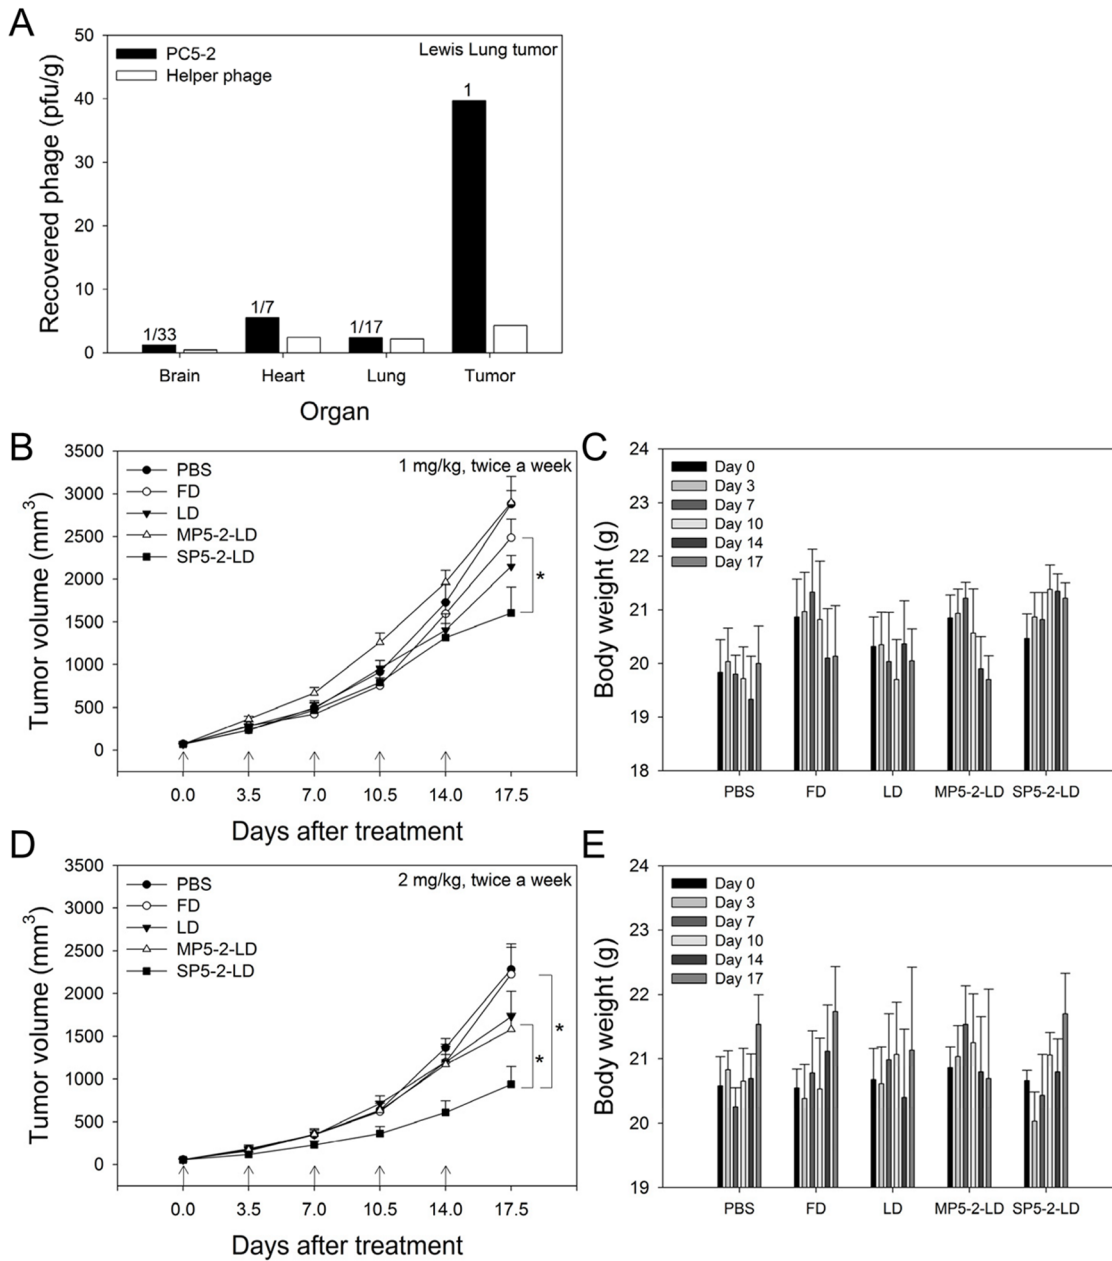 A
Recovered phage (pfu/g)
50
40
30
20
10
0
PC5-2
Helper phage
Lewis Lung tumor
1/33
1/7
1/17
1
Brain Heart Lung Tumor
Organ
B
Tumor volume (mm3)
3500
3000
2500
2000
1500
1000
500
0
PBS
FD
LD
MP5-2-LD
SP5-2-LD
1 mg/kg, twice a week
*
0.0 3.5 7.0 10.5 14.0 17.5
Days after treatment
C
Body weight (g)
24
23
22
21
20
19
18
Day 0
Day 3
Day 7
Day 10
Day 14
Day 17
PBS FD LD MP5-2-LD SP5-2-LD
D
Tumor volume (mm3)
3500
3000
2500
2000
1500
1000
500
0
PBS
FD
LD
MP5-2-LD
SP5-2-LD
2 mg/kg, twice a week
*
*
0.0 3.5 7.0 10.5 14.0 17.5
Days after treatment
E
Body weight (g)
24
23
22
21
20
19
Day 0
Day 3
Day 7
Day 10
Day 14
Day 17
PBS FD LD MP5-2-LD SP5-2-LD